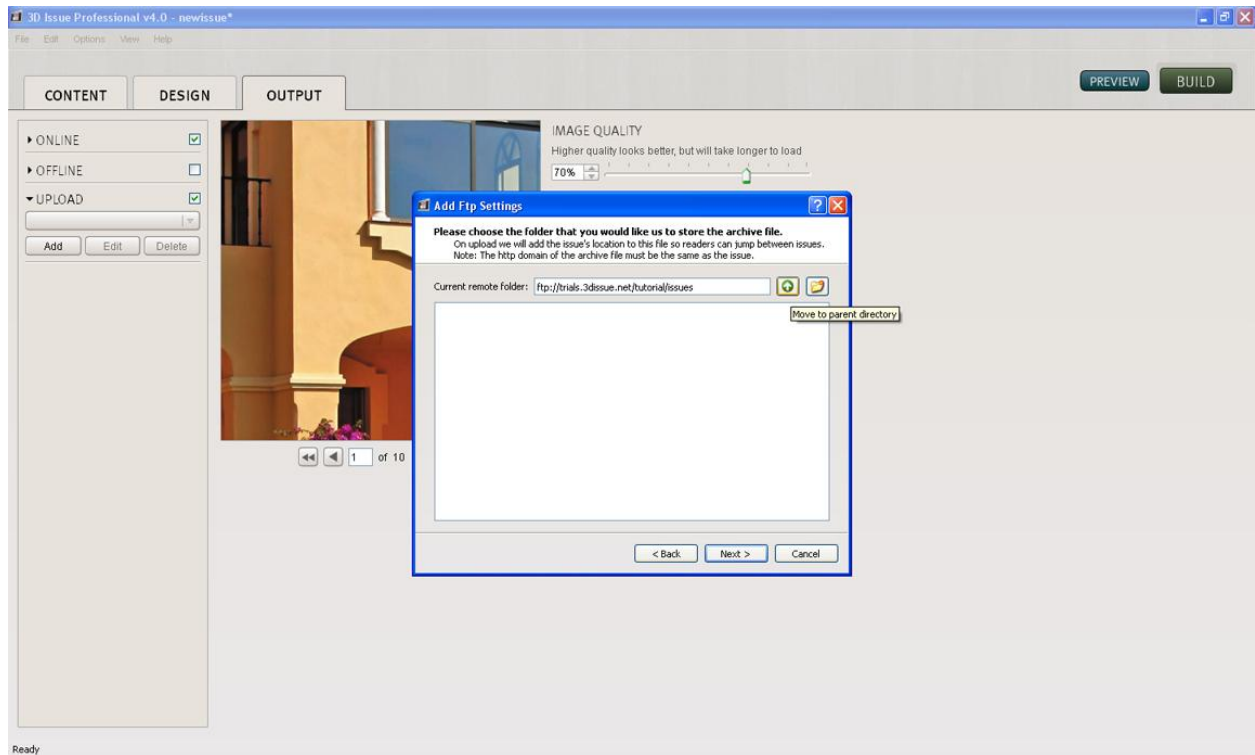 3D Issue Professional v4.0 - newissue*
File Edit Options View Help
CONTENT DESIGN OUTPUT
PREVIEW BUILD
ONLINE
OFFLINE
UPLOAD
Add Edit Delete
IMAGE QUALITY
Higher quality looks better, but will take longer to load
70%
1 of 10
Add Ftp Settings
Please choose the folder that you would like us to store the archive file.
On upload we will add the issue's location to this file so readers can jump between issues.
Note: The http domain of the archive file must be the same as the issue.
Current remote folder: ftp://trials.3dissue.net/tutorial/issues
Move to parent directory
< Back Next > Cancel
Ready